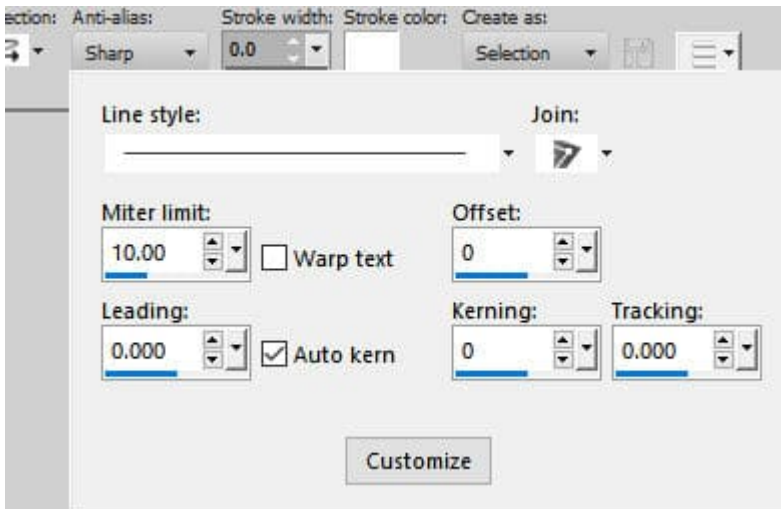 ection: Anti-alias: Stroke width: Stroke color: Create as:
Sharp 0.0 Selection
Line style: Join:
Miter limit: Offset:
10.00 Warp text 0
Leading: Kerning: Tracking:
0.000 Auto kern 0 0.000
Customize